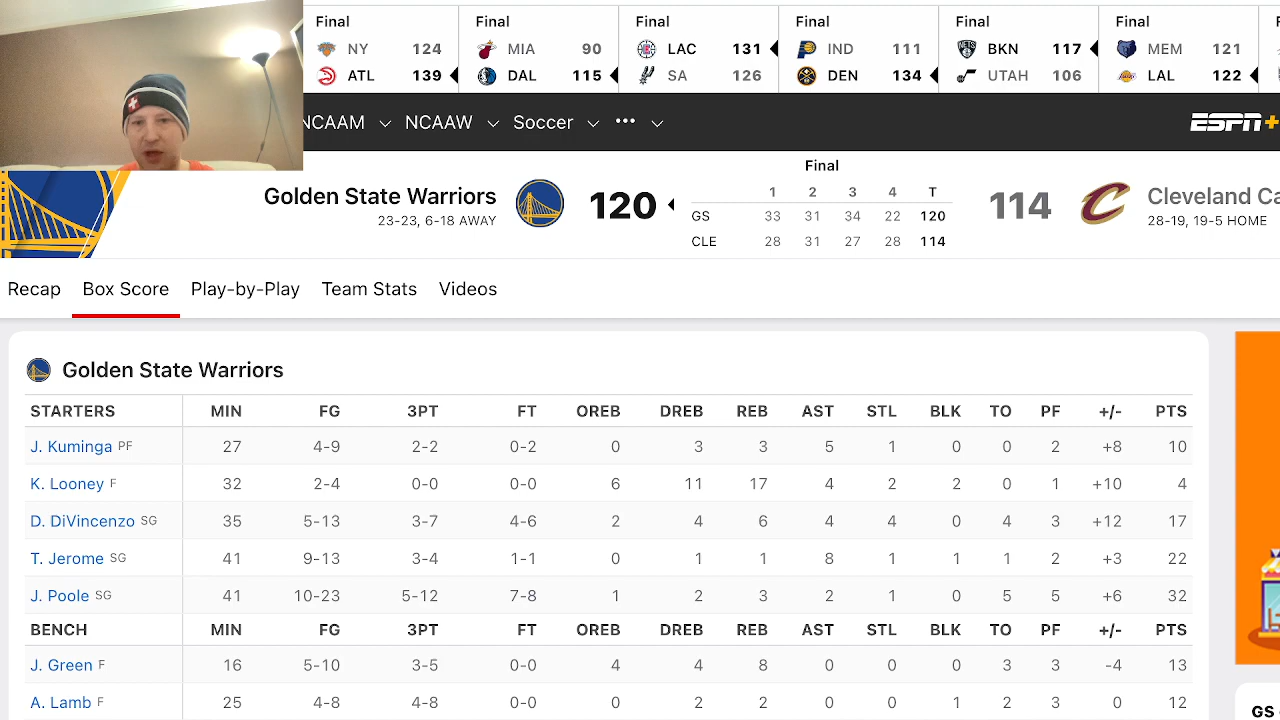 Final Final Final Final Final Final
NY 124 MIA 90 LAC 131 IND 111 BKN 117 MEM 121
ATL 139 DAL 115 SA 126 DEN 134 UTAH 106 LAL 122
NCAAM NCAAW Soccer ••• ESPN+
Final
Golden State Warriors 120 1 2 3 4 T 114 Cleveland Ca
23-23, 6-18 AWAY GS 33 31 34 22 120 28-19, 19-5 HOME
CLE 28 31 27 28 114
Recap Box Score Play-by-Play Team Stats Videos
Golden State Warriors
STARTERS MIN FG 3PT FT OREB DREB REB AST STL BLK TO PF +/- PTS
J. Kuminga PF 27 4-9 2-2 0-2 0 3 3 5 1 0 0 2 +8 10
K. Looney F 32 2-4 0-0 0-0 6 11 17 4 2 2 0 1 +10 4
D. DiVincenzo SG 35 5-13 3-7 4-6 2 4 6 4 4 0 4 3 +12 17
T. Jerome SG 41 9-13 3-4 1-1 0 1 1 8 1 1 1 2 +3 22
J. Poole SG 41 10-23 5-12 7-8 1 2 3 2 1 0 5 5 +6 32
BENCH MIN FG 3PT FT OREB DREB REB AST STL BLK TO PF +/- PTS
J. Green F 16 5-10 3-5 0-0 4 4 8 0 0 0 3 3 -4 13
A. Lamb F 25 4-8 4-8 0-0 0 2 2 0 0 1 2 3 0 12
GS